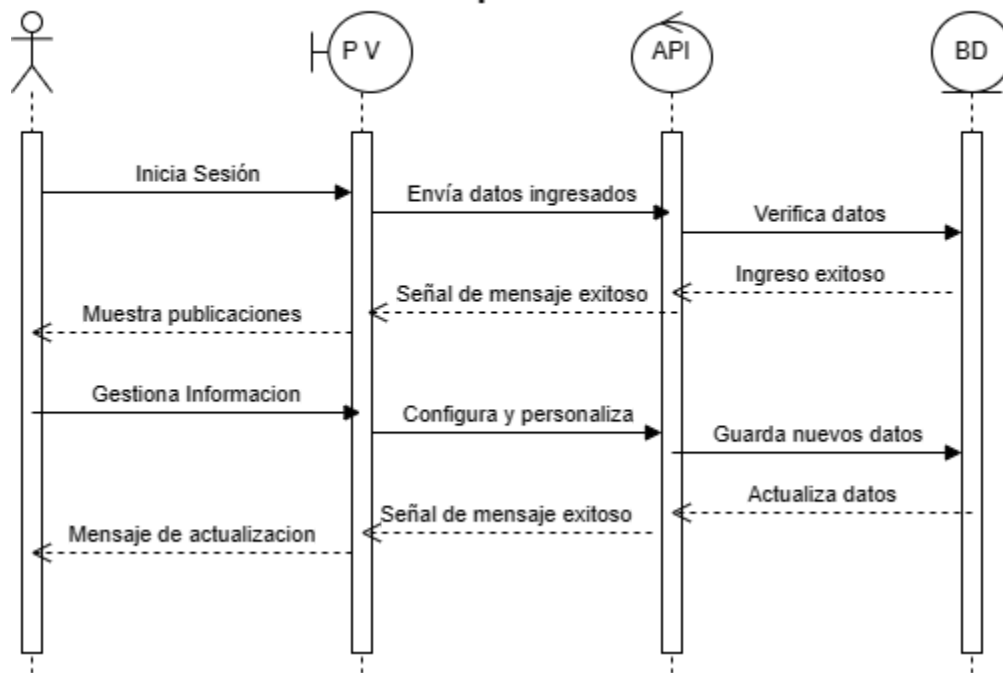 P V
API
BD
Inicia Sesión
Envía datos ingresados
Verifica datos
Ingreso exitoso
Señal de mensaje exitoso
Muestra publicaciones
Gestiona Informacion
Configura y personaliza
Guarda nuevos datos
Actualiza datos
Señal de mensaje exitoso
Mensaje de actualizacion